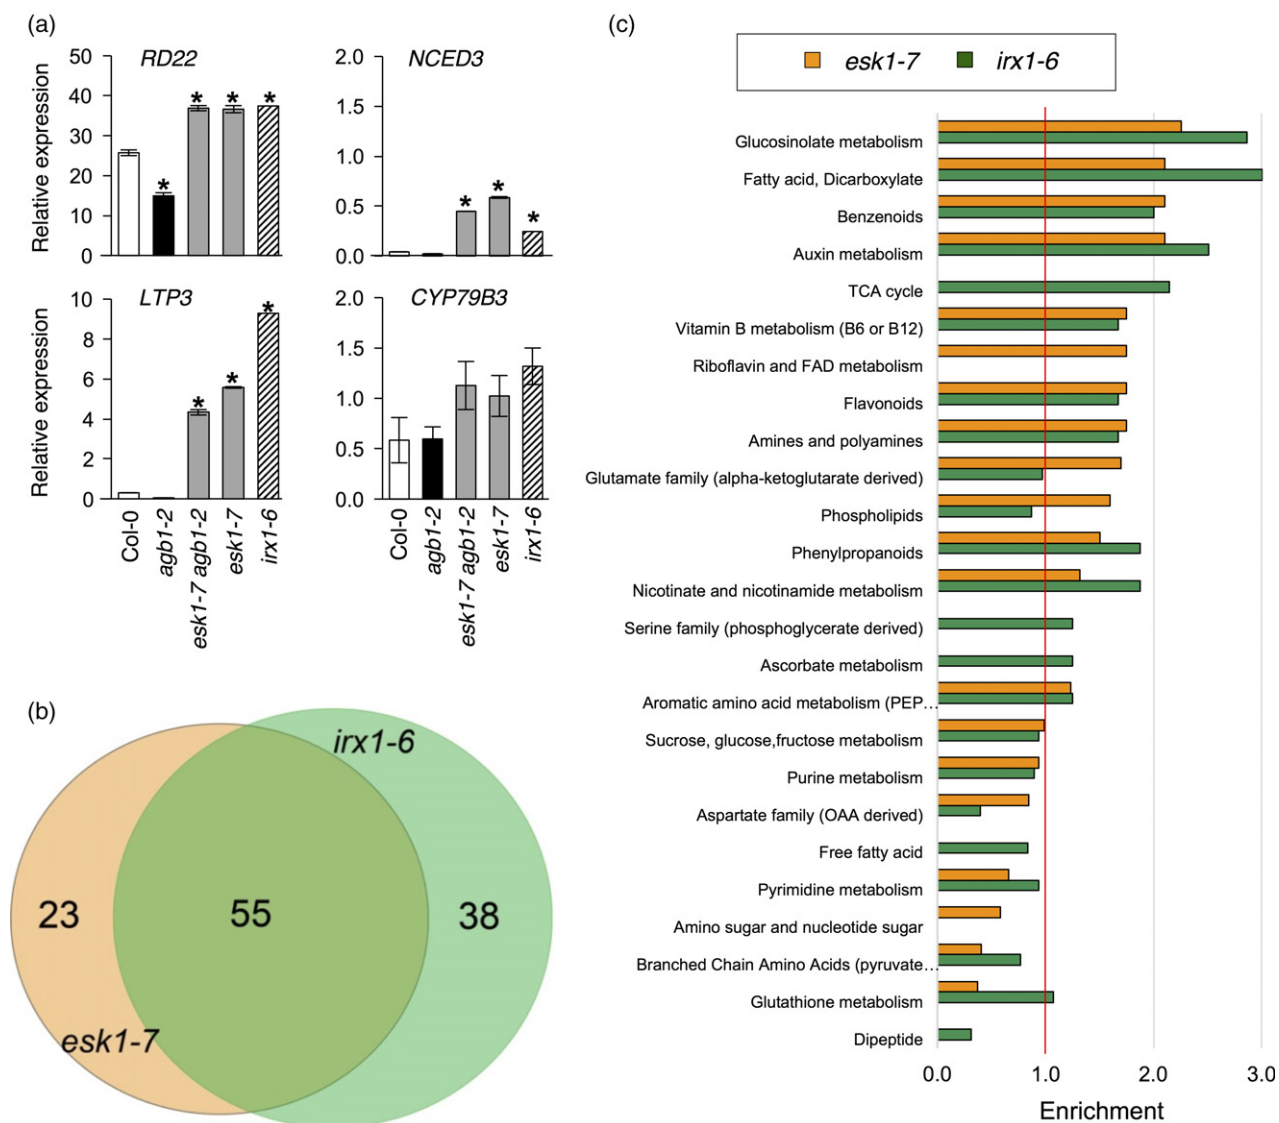 (a)
RD22
Relative expression
50
40
30
20
10
0
*
*
*
*
NCED3
2.0
1.5
1.0
0.5
0.0
*
*
*
LTP3
Relative expression
10
8
6
4
2
0
*
*
*
Col-0
agb1-2
esk1-7 agb1-2
esk1-7
irx1-6
CYP79B3
2.0
1.5
1.0
0.5
0.0
Col-0
agb1-2
esk1-7 agb1-2
esk1-7
irx1-6
(b)
irx1-6
23
55
38
esk1-7
(c)
esk1-7 irx1-6
Glucosinolate metabolism
Fatty acid, Dicarboxylate
Benzenoids
Auxin metabolism
TCA cycle
Vitamin B metabolism (B6 or B12)
Riboflavin and FAD metabolism
Flavonoids
Amines and polyamines
Glutamate family (alpha-ketoglutarate derived)
Phospholipids
Phenylpropanoids
Nicotinate and nicotinamide metabolism
Serine family (phosphoglycerate derived)
Ascorbate metabolism
Aromatic amino acid metabolism (PEP…
Sucrose, glucose,fructose metabolism
Purine metabolism
Aspartate family (OAA derived)
Free fatty acid
Pyrimidine metabolism
Amino sugar and nucleotide sugar
Branched Chain Amino Acids (pyruvate…
Glutathione metabolism
Dipeptide
0.0 1.0 2.0 3.0
Enrichment